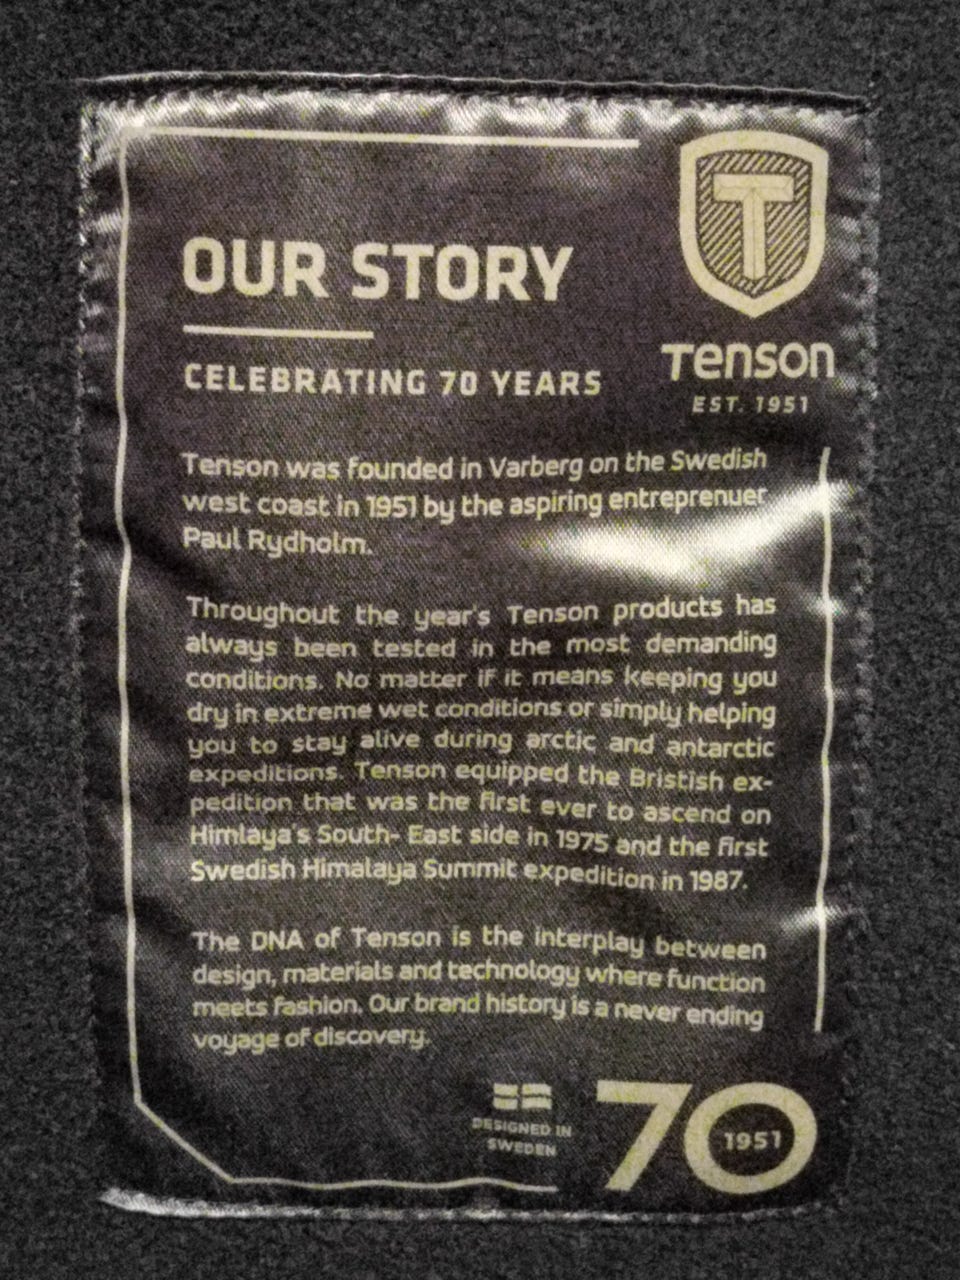 OUR STORY
CELEBRATING 70 YEARS
T
Tenson
EST. 1951
Tenson was founded in Varberg on the Swedish
west coast in 1951 by the aspiring entreprenuer
Paul Rydholm.
Throughout the year's Tenson products has
always been tested in the most demanding
conditions. No matter if it means keeping you
dry in extreme wet conditions or simply helping
you to stay alive during arctic and antarctic
expeditions. Tenson equipped the Bristish ex-
pedition that was the first ever to ascend on
Himlaya's South- East side in 1975 and the first
Swedish Himalaya Summit expedition in 1987.
The DNA of Tenson is the interplay between
design, materials and technology where function
meets fashion. Our brand history is a never ending
voyage of discovery.
DESIGNED IN
SWEDEN
70
1951